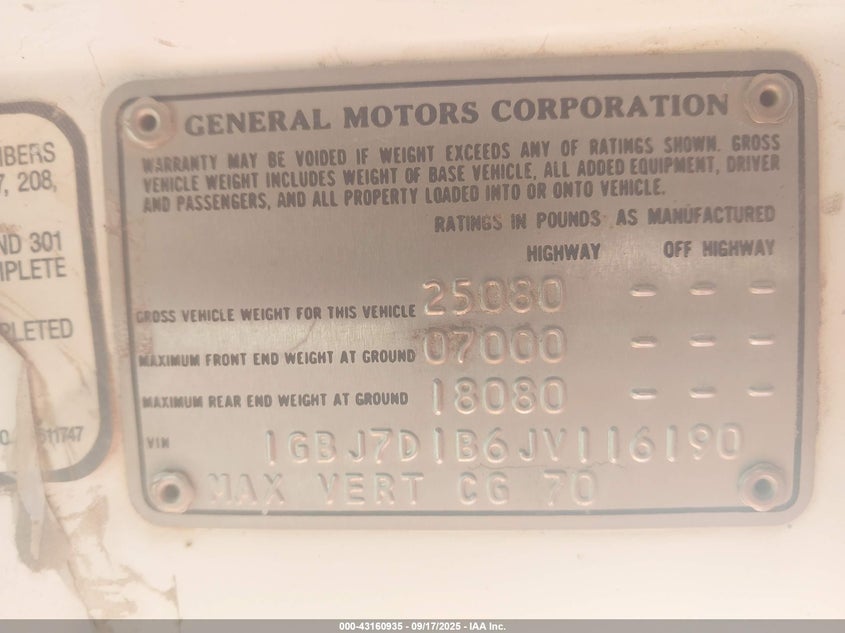 GENERAL MOTORS CORPORATION
WARRANTY MAY BE VOIDED IF WEIGHT EXCEEDS ANY OF RATINGS SHOWN. GROSS
VEHICLE WEIGHT INCLUDES WEIGHT OF BASE VEHICLE, ALL ADDED EQUIPMENT, DRIVER
AND PASSENGERS, AND ALL PROPERTY LOADED INTO OR ONTO VEHICLE.
RATINGS IN POUNDS AS MANUFACTURED
HIGHWAY OFF HIGHWAY
GROSS VEHICLE WEIGHT FOR THIS VEHICLE 25080 - - -
MAXIMUM FRONT END WEIGHT AT GROUND 07000 - - -
MAXIMUM REAR END WEIGHT AT GROUND 18080 - - -
VIN 1GBJ7D1B6JV116190
MAX VERT CG 70
MBERS
7, 208,
ND 301
MPLETE
MPLETED
511747
000-43160935 - 09/17/2025 - IAA Inc.